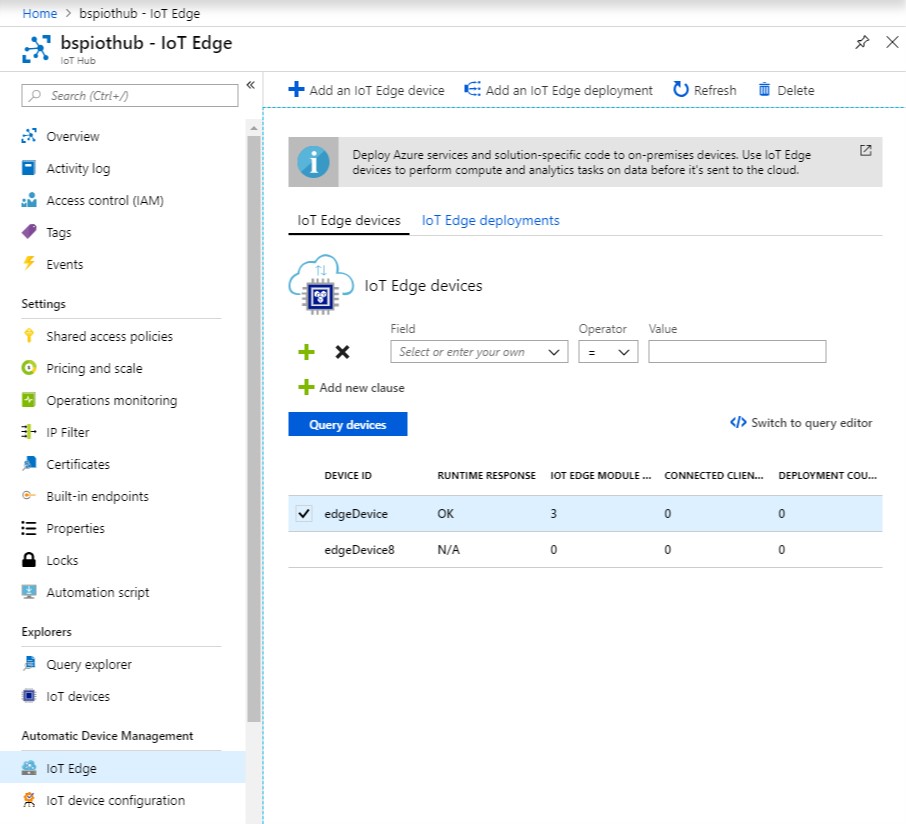 Home > bspiothub - IoT Edge
bspiothub - IoT Edge
IoT Hub
Search (Ctrl+/)
Overview
Activity log
Access control (IAM)
Tags
Events
Settings
Shared access policies
Pricing and scale
Operations monitoring
IP Filter
Certificates
Built-in endpoints
Properties
Locks
Automation script
Explorers
Query explorer
IoT devices
Automatic Device Management
IoT Edge
IoT device configuration
Add an IoT Edge device Add an IoT Edge deployment Refresh Delete
Deploy Azure services and solution-specific code to on-premises devices. Use IoT Edge
devices to perform compute and analytics tasks on data before it's sent to the cloud.
IoT Edge devices IoT Edge deployments
IoT Edge devices
Field Operator Value
Select or enter your own =
Add new clause
Query devices
Switch to query editor
DEVICE ID RUNTIME RESPONSE IOT EDGE MODULE ... CONNECTED CLIEN... DEPLOYMENT COU...
edgeDevice OK 3 0 0
edgeDevice8 N/A 0 0 0